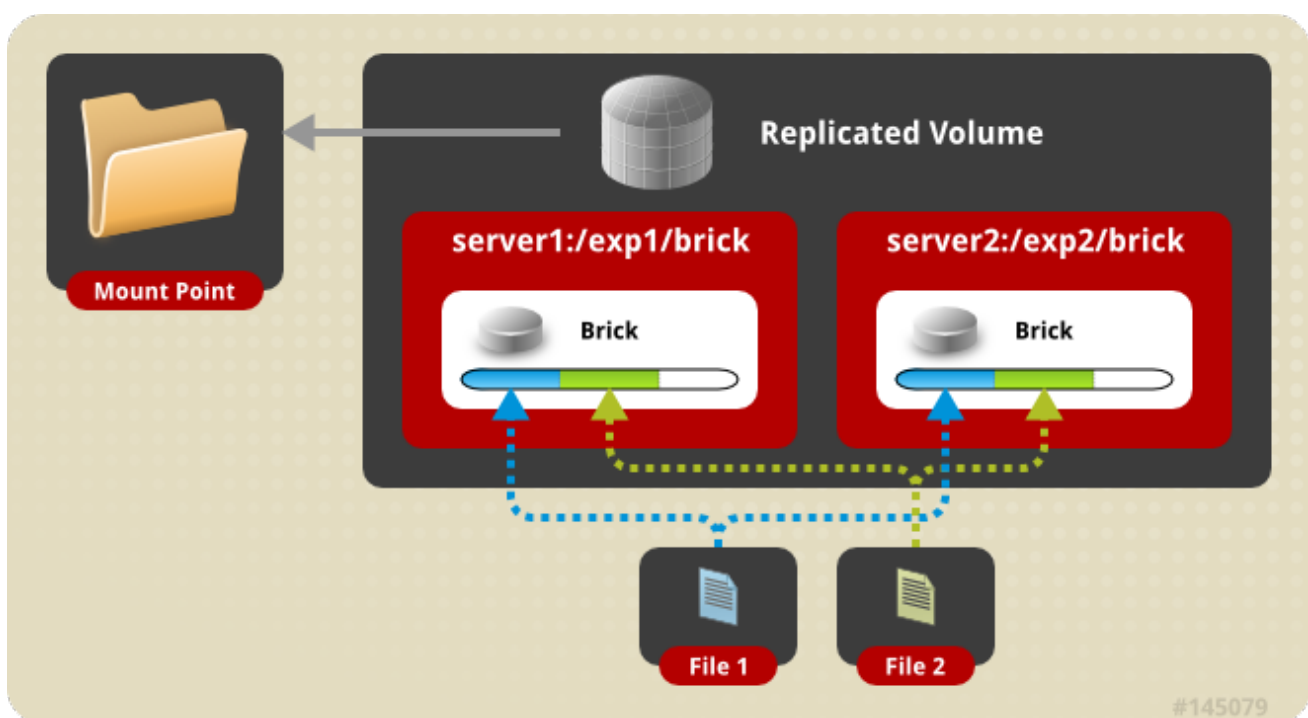 Replicated Volume
Mount Point
server1:/exp1/brick
Brick
server2:/exp2/brick
Brick
File 1
File 2
#145079